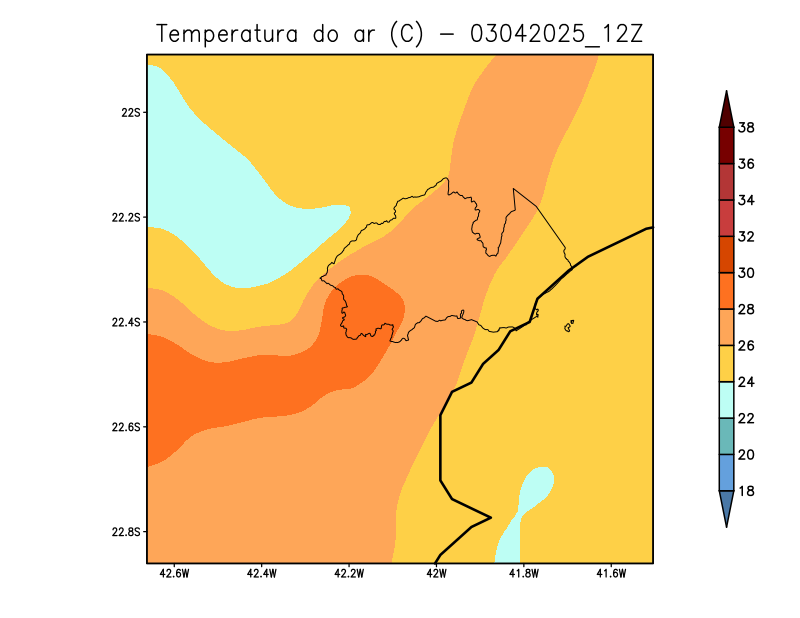 Temperatura do ar (C) − 03042025_12Z
22S
22.2S
22.4S
22.6S
22.8S
42.6W
42.4W
42.2W
42W
41.8W
41.6W
38
36
34
32
30
28
26
24
22
20
18